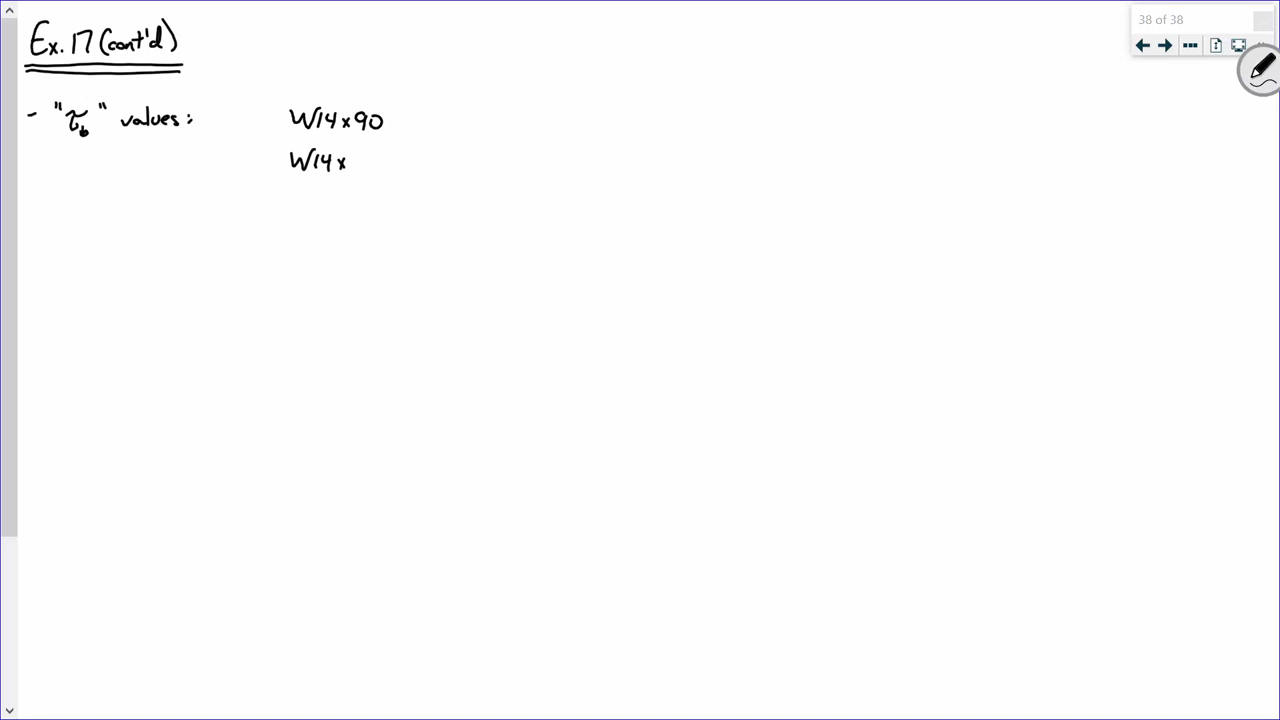 Ex. 17 (cont'd)
38 of 38
- "τb" values: W14x90
W14x